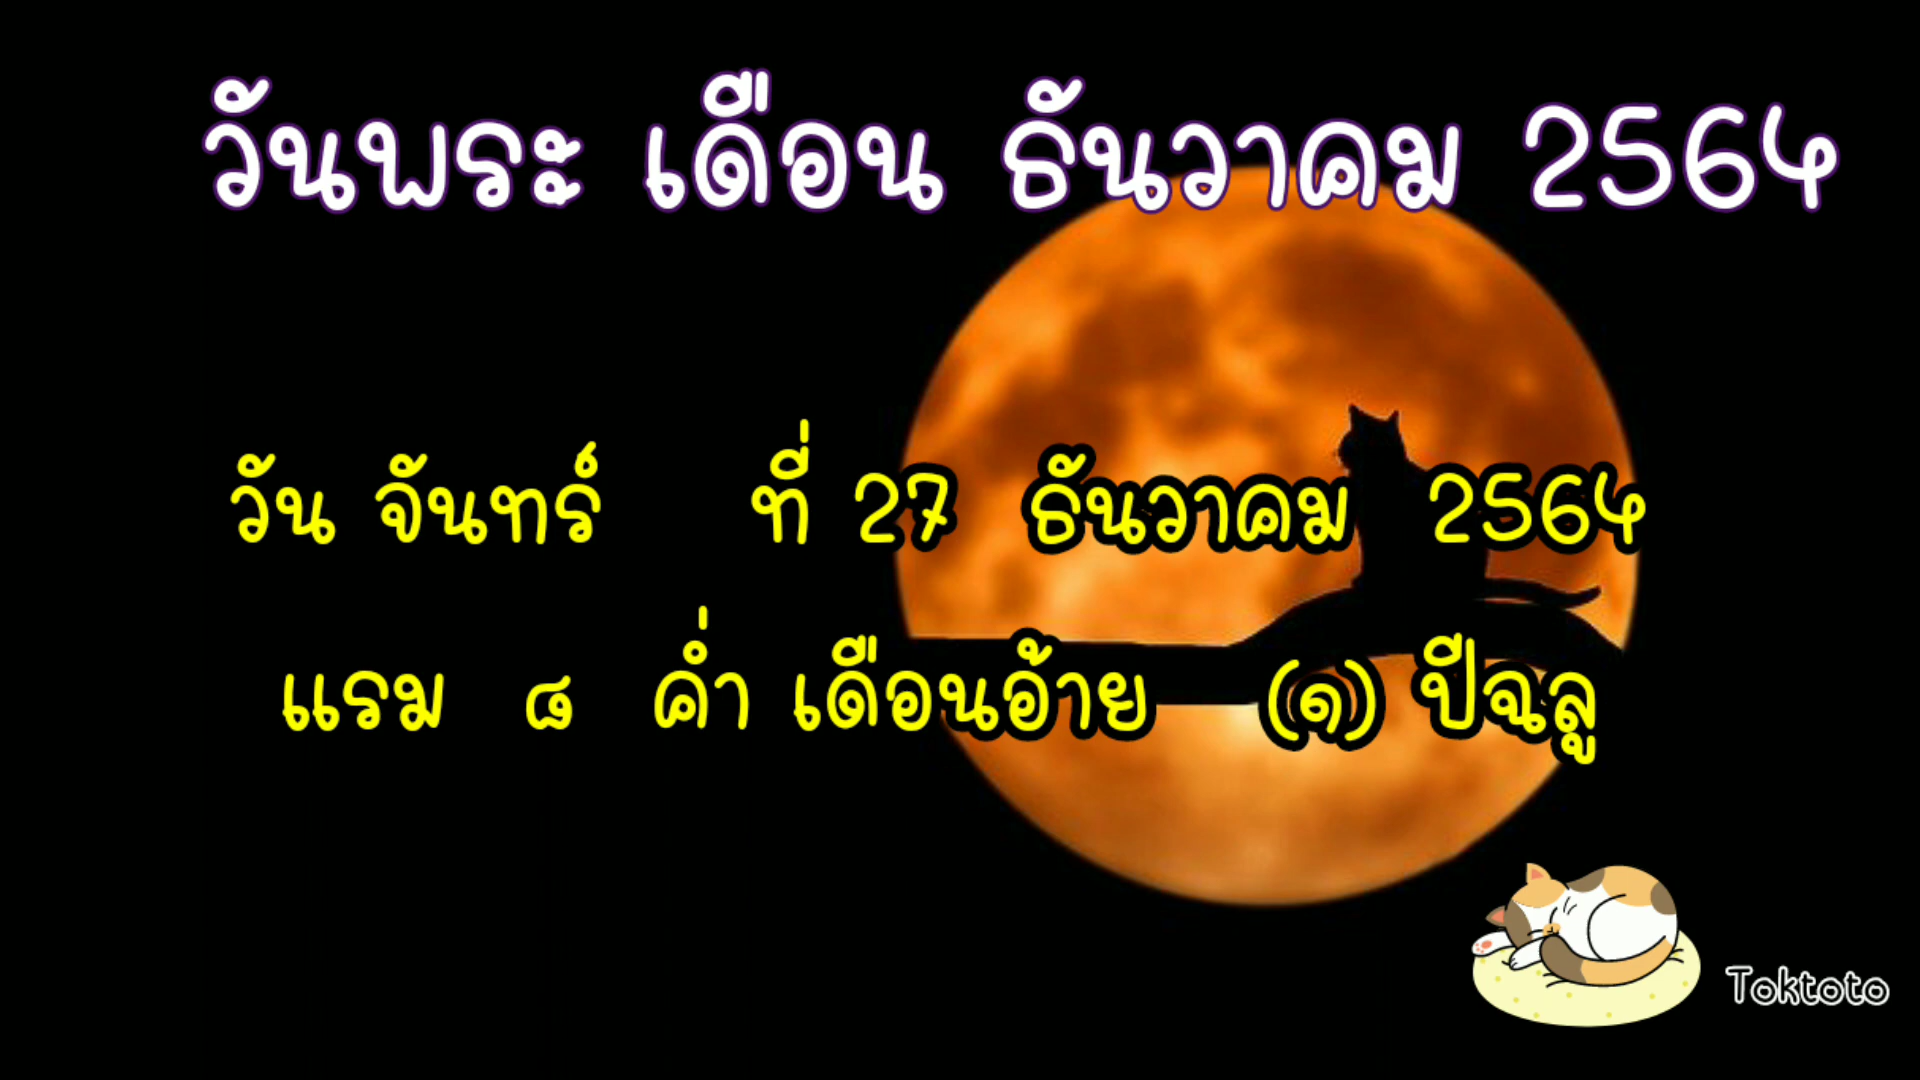 วันพระ เดือน ธันวาคม 2564
วัน จันทร์ ที่ 27 ธันวาคม 2564
แรม ๘ ค่ำ เดือนอ้าย (๑) ปีฉลู
Toktoto